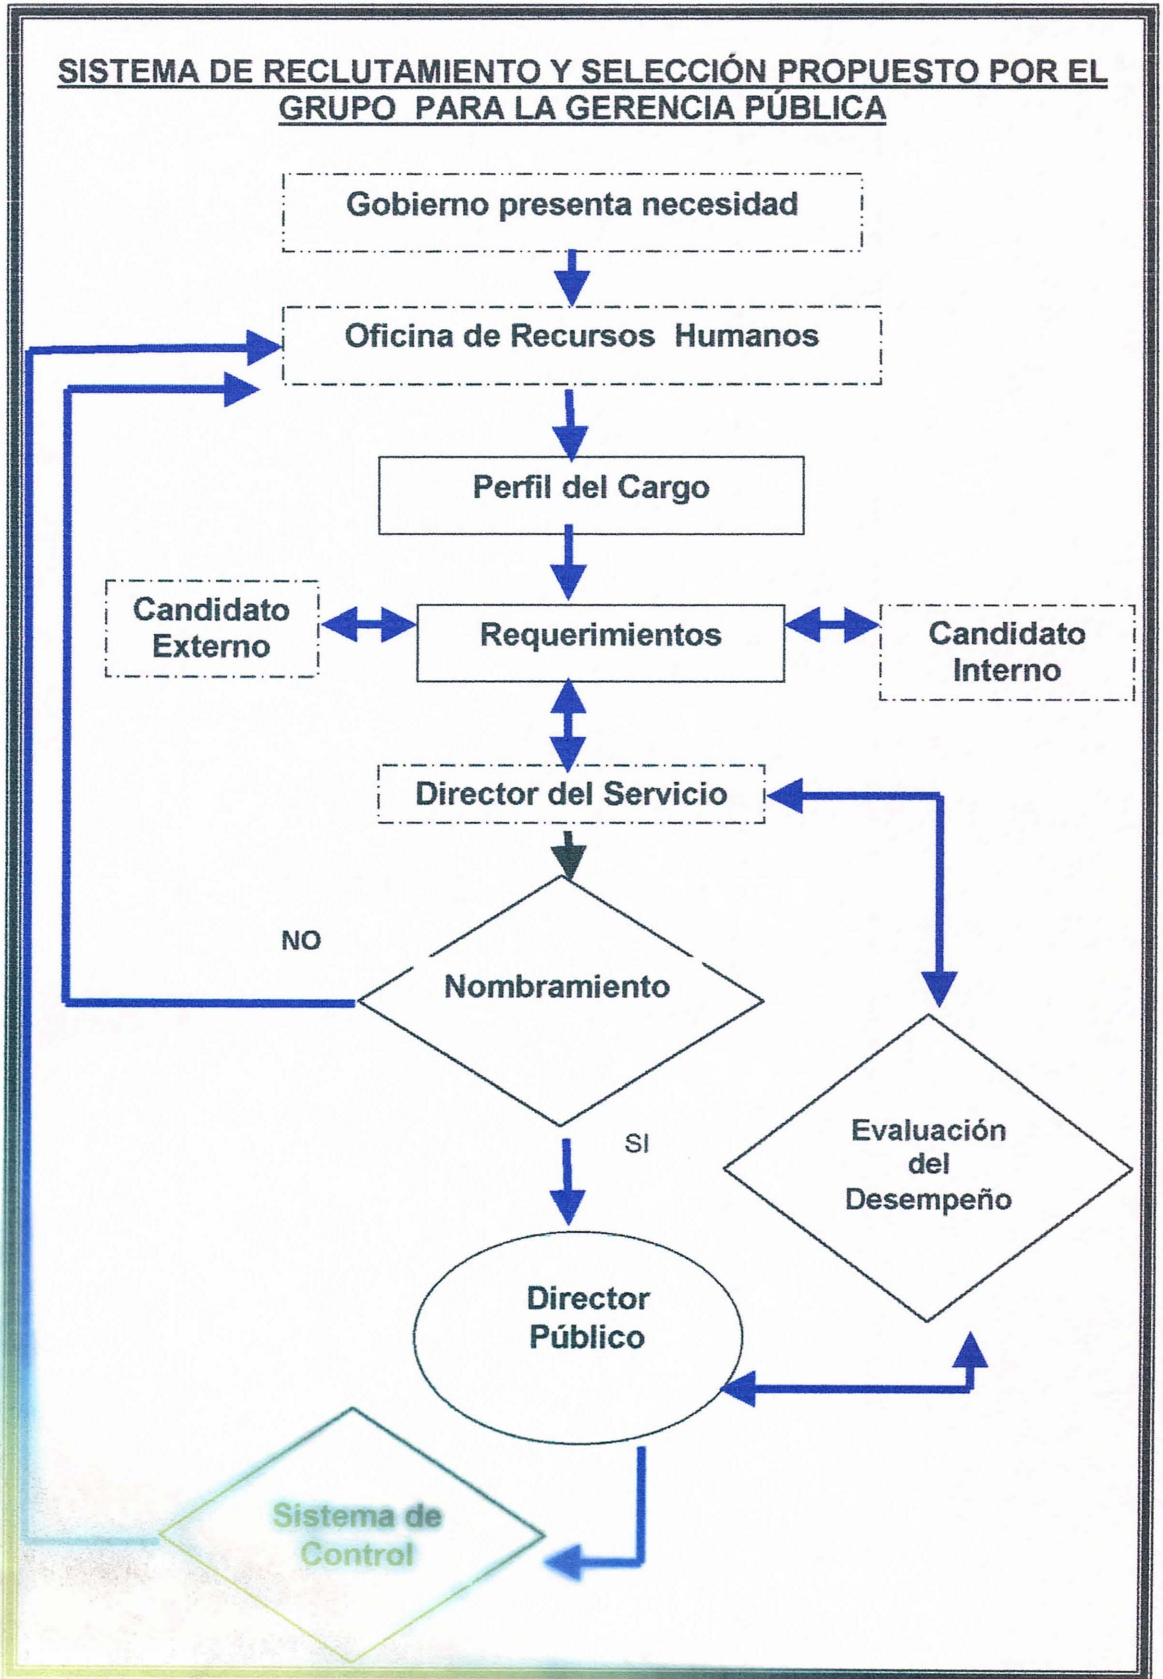 SISTEMA DE RECLUTAMIENTO Y SELECCIÓN PROPUESTO POR EL
GRUPO PARA LA GERENCIA PÚBLICA
Gobierno presenta necesidad
Oficina de Recursos Humanos
Perfil del Cargo
Candidato
Externo
Requerimientos
Candidato
Interno
Director del Servicio
NO
Nombramiento
SI
Evaluación
del
Desempeño
Director
Público
Sistema de
Control